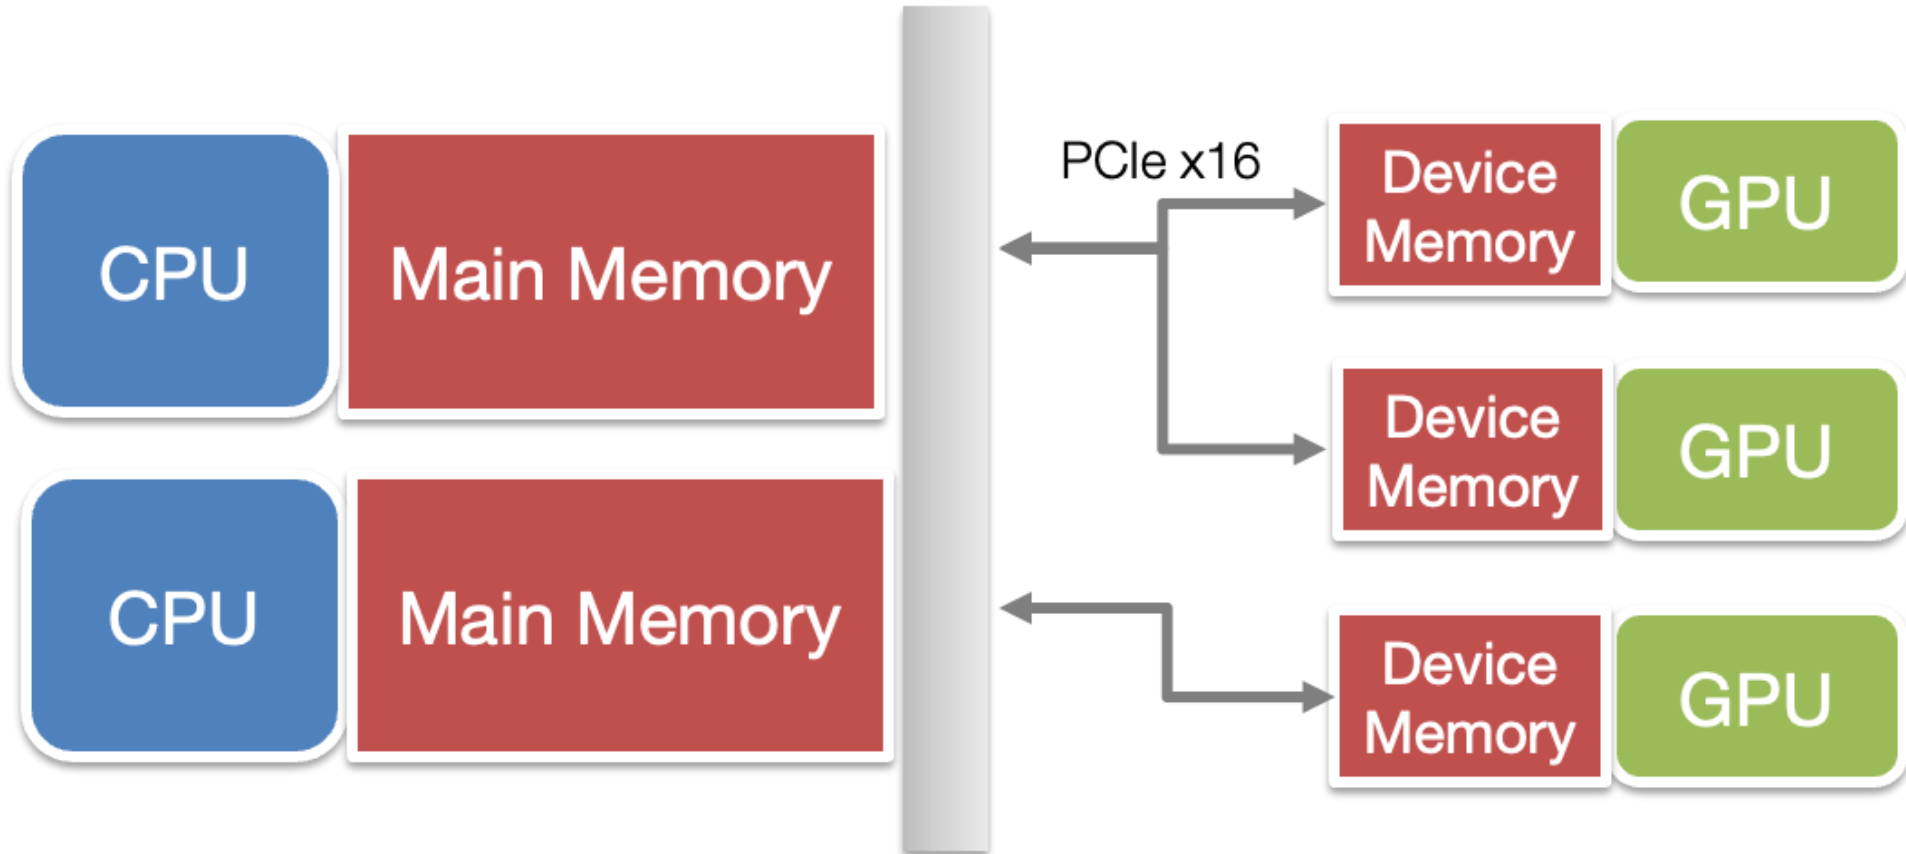 CPU
Main Memory
PCIe x16
Device
Memory
GPU
Device
Memory
GPU
CPU
Main Memory
Device
Memory
GPU